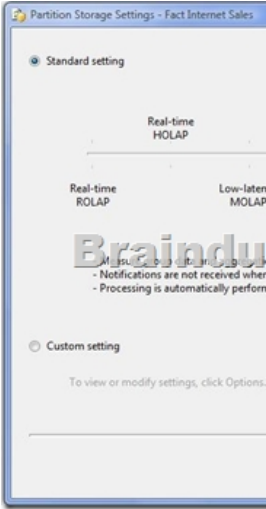 Partition Storage Settings - Fact Internet Sales
Standard setting
Real-time
HOLAP
Real-time
ROLAP
Low-laten
MOLAP
Braindu
- Notifications are not received wher
- Processing is automatically perforn
Custom setting
To view or modify settings, click Options.